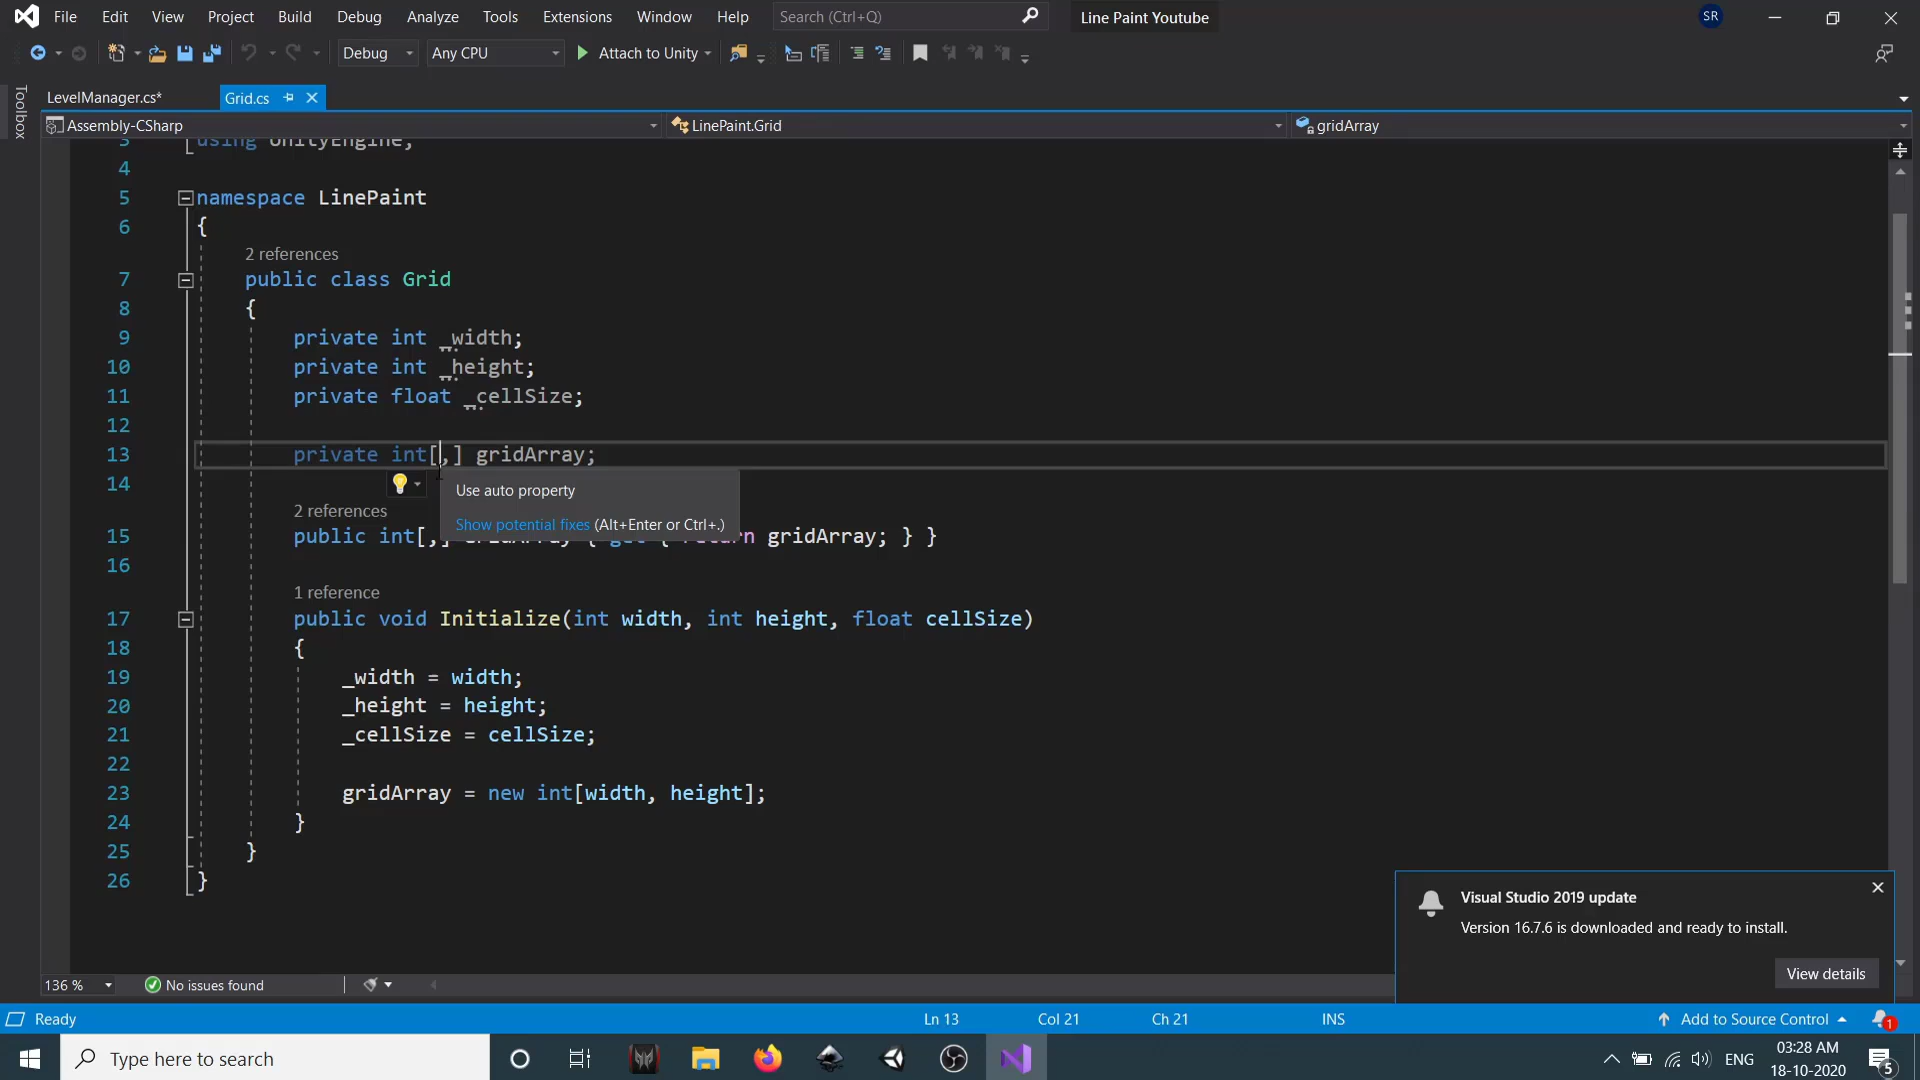 File Edit View Project Build Debug Analyze Tools Extensions Window Help Search (Ctrl+Q) Line Paint Youtube SR
Debug Any CPU Attach to Unity
Toolbox
LevelManager.cs* Grid.cs
Assembly-CSharp LinePaint.Grid gridArray
3 using UnityEngine;
4
5 namespace LinePaint
6 {
2 references
7 public class Grid
8 {
9 private int _width;
10 private int _height;
11 private float _cellSize;
12
13 private int[,] gridArray;
14
Use auto property
Show potential fixes (Alt+Enter or Ctrl+.)
2 references
15 public int[,] GridArray { get { return gridArray; } }
16
1 reference
17 public void Initialize(int width, int height, float cellSize)
18 {
19 _width = width;
20 _height = height;
21 _cellSize = cellSize;
22
23 gridArray = new int[width, height];
24 }
25 }
26 }
Visual Studio 2019 update
Version 16.7.6 is downloaded and ready to install.
View details
136 % No issues found
Ready Ln 13 Col 21 Ch 21 INS Add to Source Control 1
Type here to search ENG 03:28 AM
18-10-2020 5